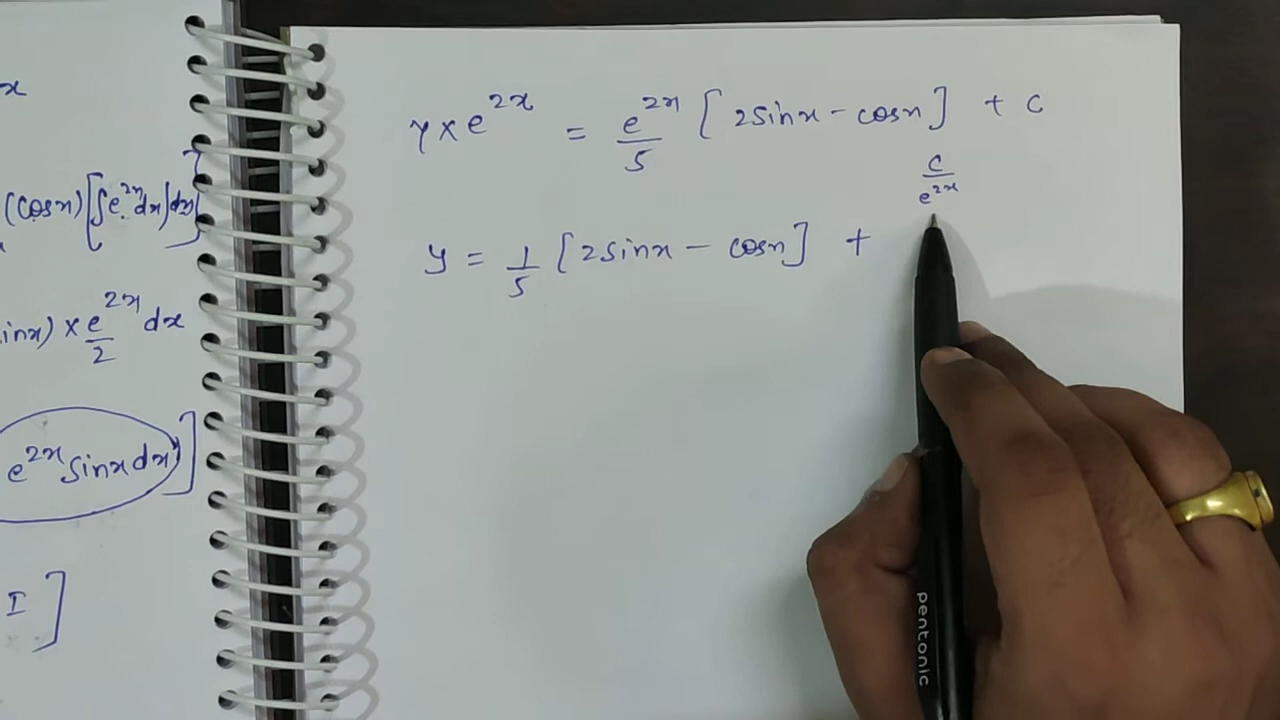 x
(cosx)[∫e^2x dx]dx]
sinx) × e^2x/2 dx
e^2x sinx dx)]
I ]
y × e^2x = e^2x/5 [2sinx - cosx] + c
c/e^2x
y = 1/5 [2sinx - cosx] +
pentonic